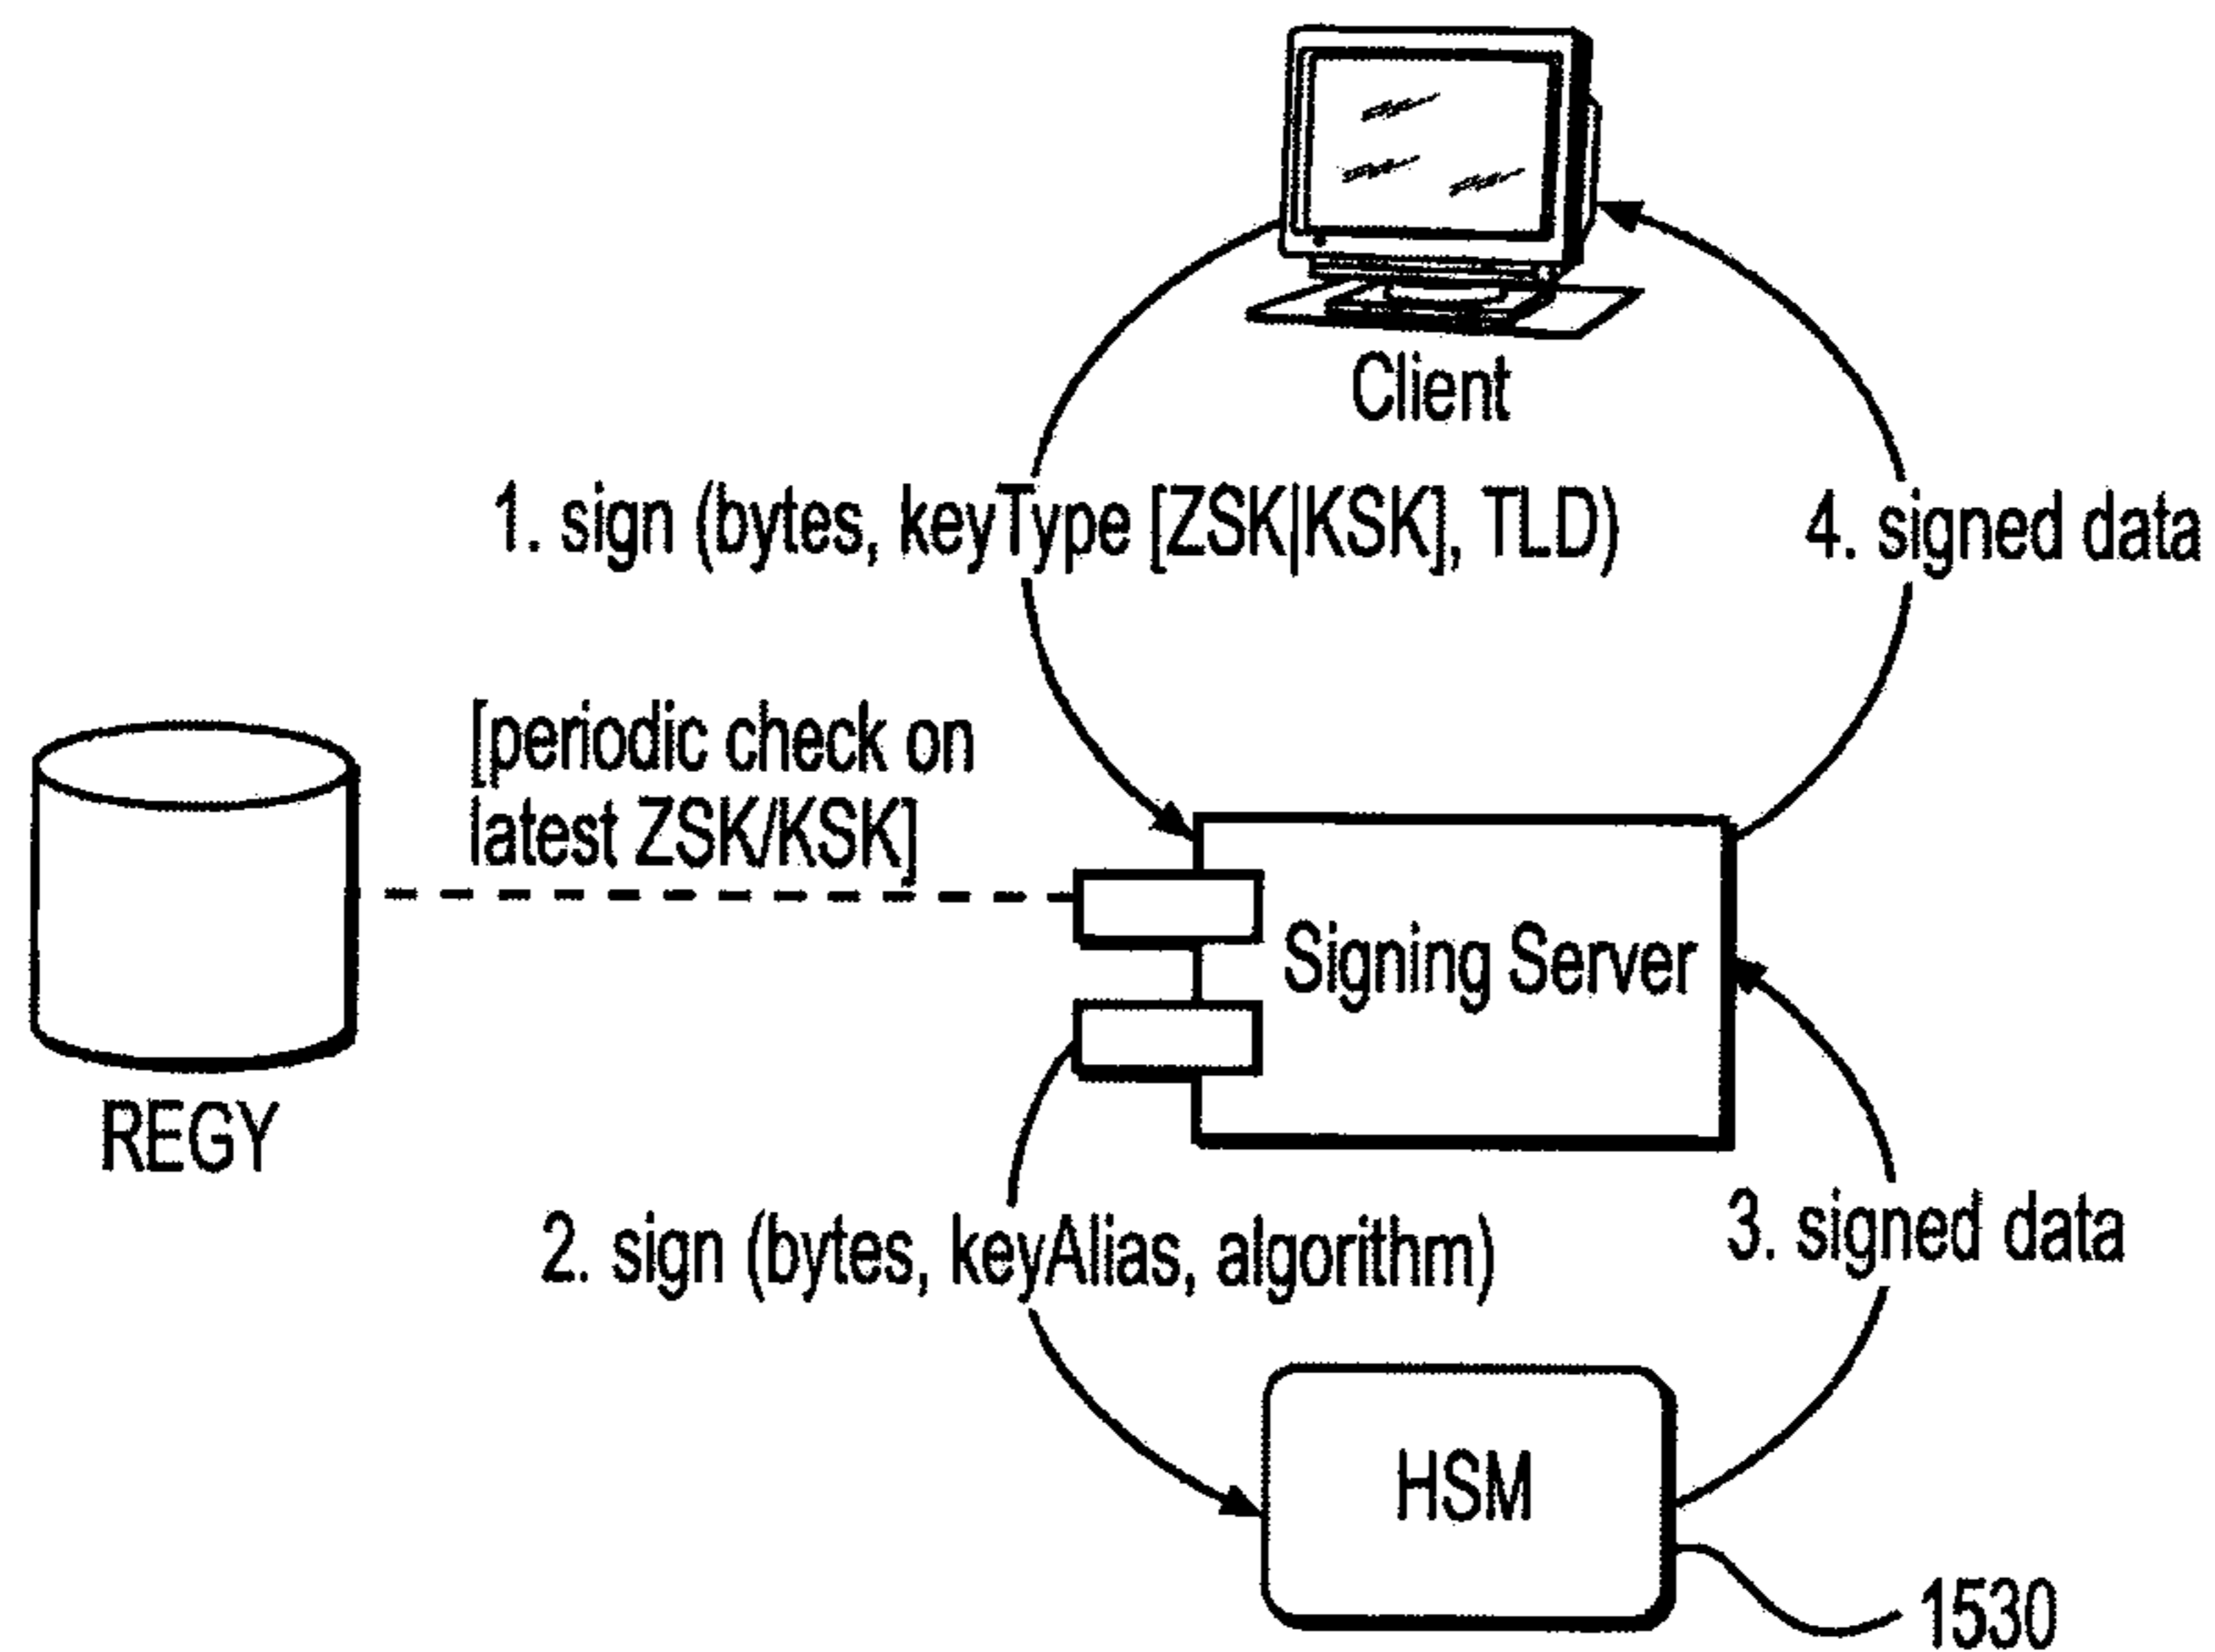 Client
1. sign (bytes, keyType [ZSK|KSK], TLD)
4. signed data
[periodic check on
latest ZSK/KSK]
Signing Server
REGY
2. sign (bytes, keyAlias, algorithm)
3. signed data
HSM
1530